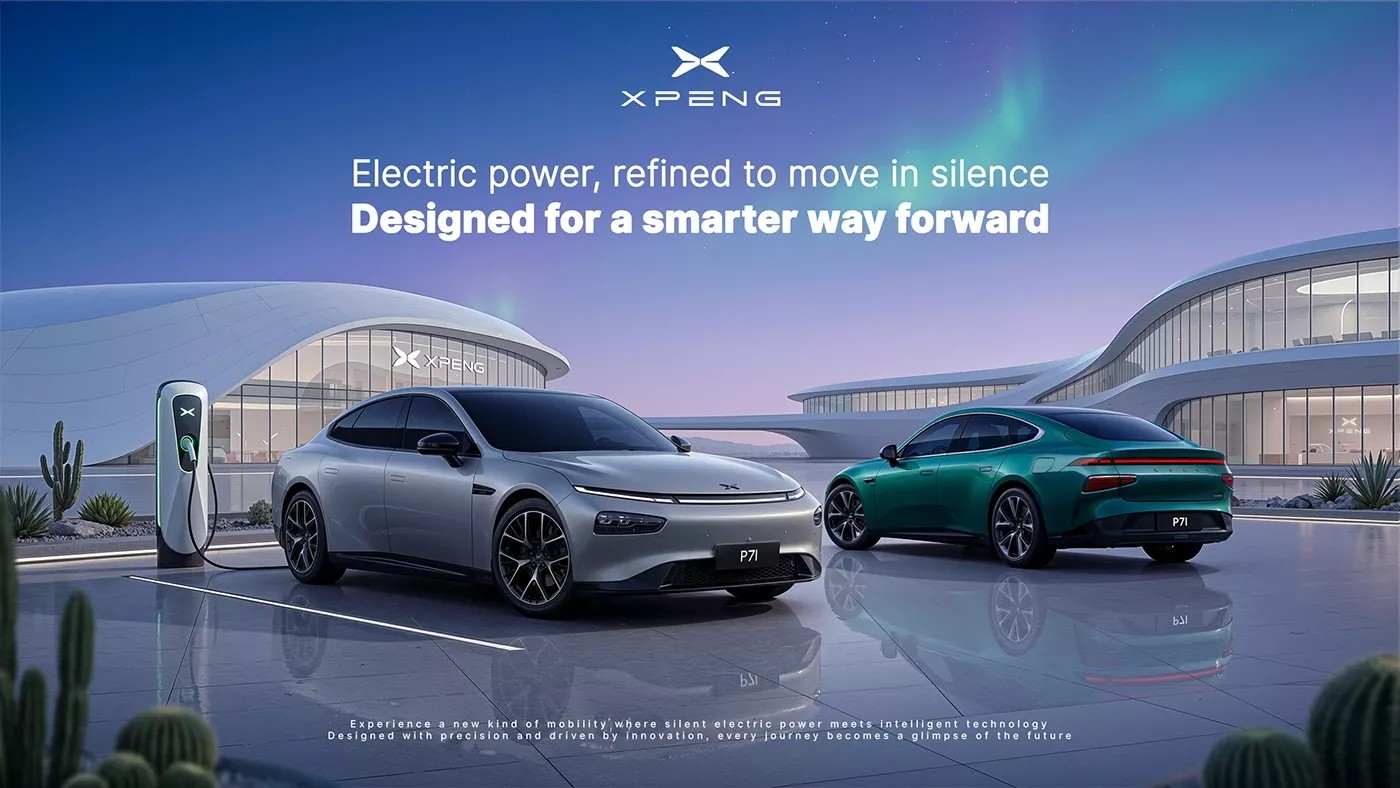 XPENG
Electric power, refined to move in silence
Designed for a smarter way forward
XPENG
XPENG
P7I
P7I
Experience a new kind of mobility where silent electric power meets intelligent technology
Designed with precision and driven by innovation, every journey becomes a glimpse of the future